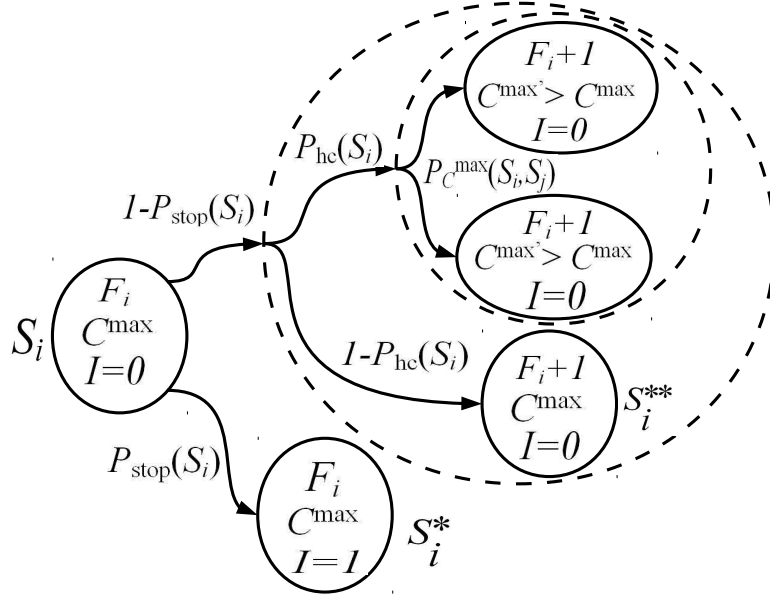 F_i+1
C^max'> C^max
I=0
P_hc(S_i)
P_C^max(S_i,S_j)
1-P_stop(S_i)
F_i+1
C^max'> C^max
I=0
S_i
F_i
C^max
I=0
1-P_hc(S_i)
F_i+1
C^max
I=0
S_i^**
P_stop(S_i)
F_i
C^max
I=1
S_i^*